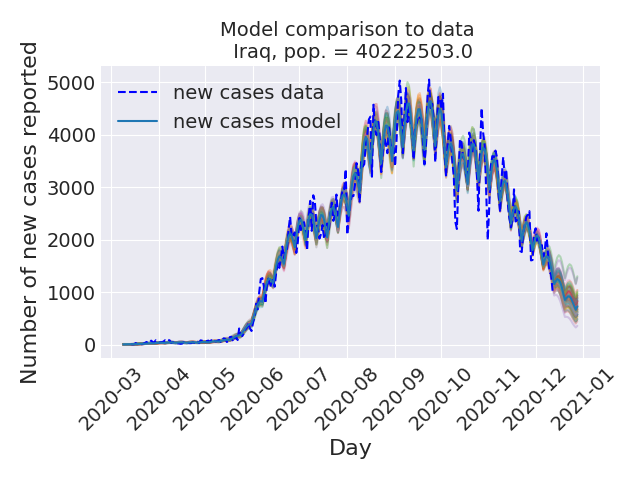 Model comparison to data
Iraq, pop. = 40222503.0
Number of new cases reported
5000
4000
3000
2000
1000
0
new cases data
new cases model
2020-03
2020-04
2020-05
2020-06
2020-07
2020-08
2020-09
2020-10
2020-11
2020-12
2021-01
Day